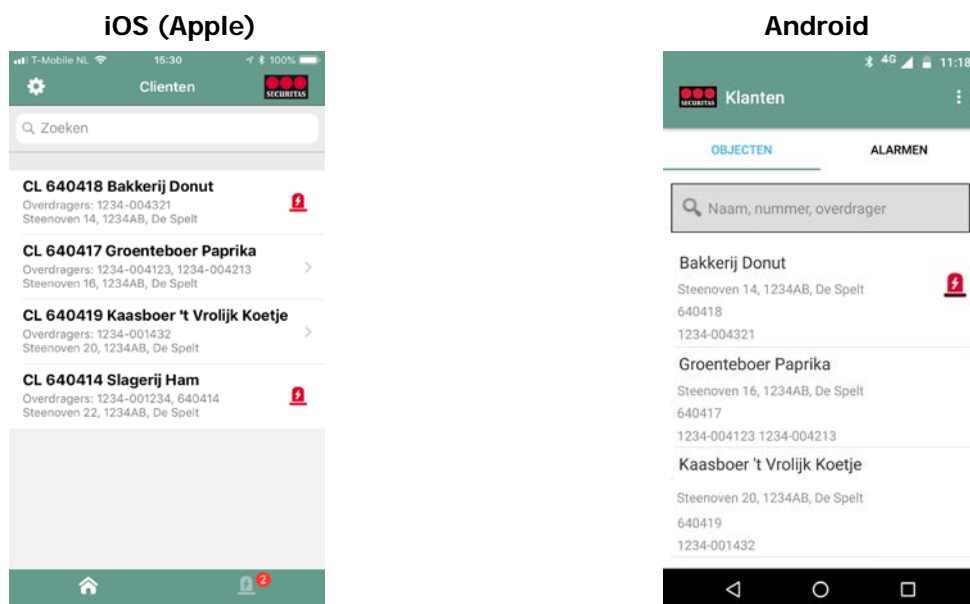 iOS (Apple)
T-Mobile NL 15:30 100%
Clienten
SECURITAS
Zoeken
CL 640418 Bakkerij Donut
Overdragers: 1234-004321
Steenoven 14, 1234AB, De Spelt
CL 640417 Groenteboer Paprika
Overdragers: 1234-004123, 1234-004213
Steenoven 16, 1234AB, De Spelt
CL 640419 Kaasboer 't Vrolijk Koetje
Overdragers: 1234-001432
Steenoven 20, 1234AB, De Spelt
CL 640414 Slagerij Ham
Overdragers: 1234-001234, 640414
Steenoven 22, 1234AB, De Spelt
2
Android
4G 11:18
SECURITAS Klanten
OBJECTEN ALARMEN
Naam, nummer, overdrager
Bakkerij Donut
Steenoven 14, 1234AB, De Spelt
640418
1234-004321
Groenteboer Paprika
Steenoven 16, 1234AB, De Spelt
640417
1234-004123 1234-004213
Kaasboer 't Vrolijk Koetje
Steenoven 20, 1234AB, De Spelt
640419
1234-001432